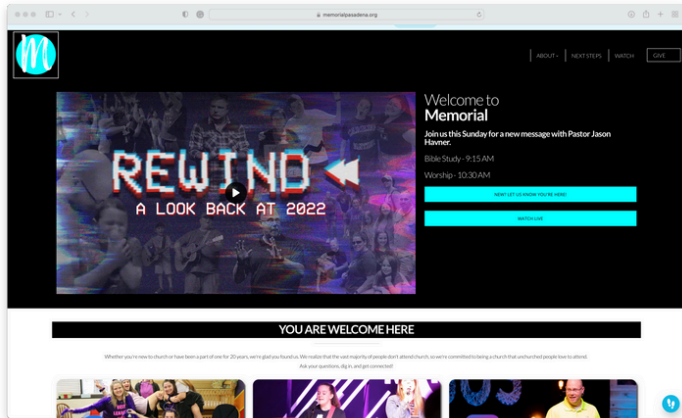 memorialpasadena.org
M
ABOUT
NEXT STEPS
WATCH
GIVE
REWIND
A LOOK BACK AT 2022
Welcome to
Memorial
Join us this Sunday for a new message with Pastor Jason
Havner.
Bible Study - 9:15 AM
Worship - 10:30 AM
NEW? LET US KNOW YOU'RE HERE!
WATCH LIVE
YOU ARE WELCOME HERE
Whether you're new to church or have been a part of one for 20 years, we're glad you found us. We realize that the vast majority of people don't attend church, so we're committed to being a church that unchurched people love to attend.
Ask your questions, dig in, and get connected!